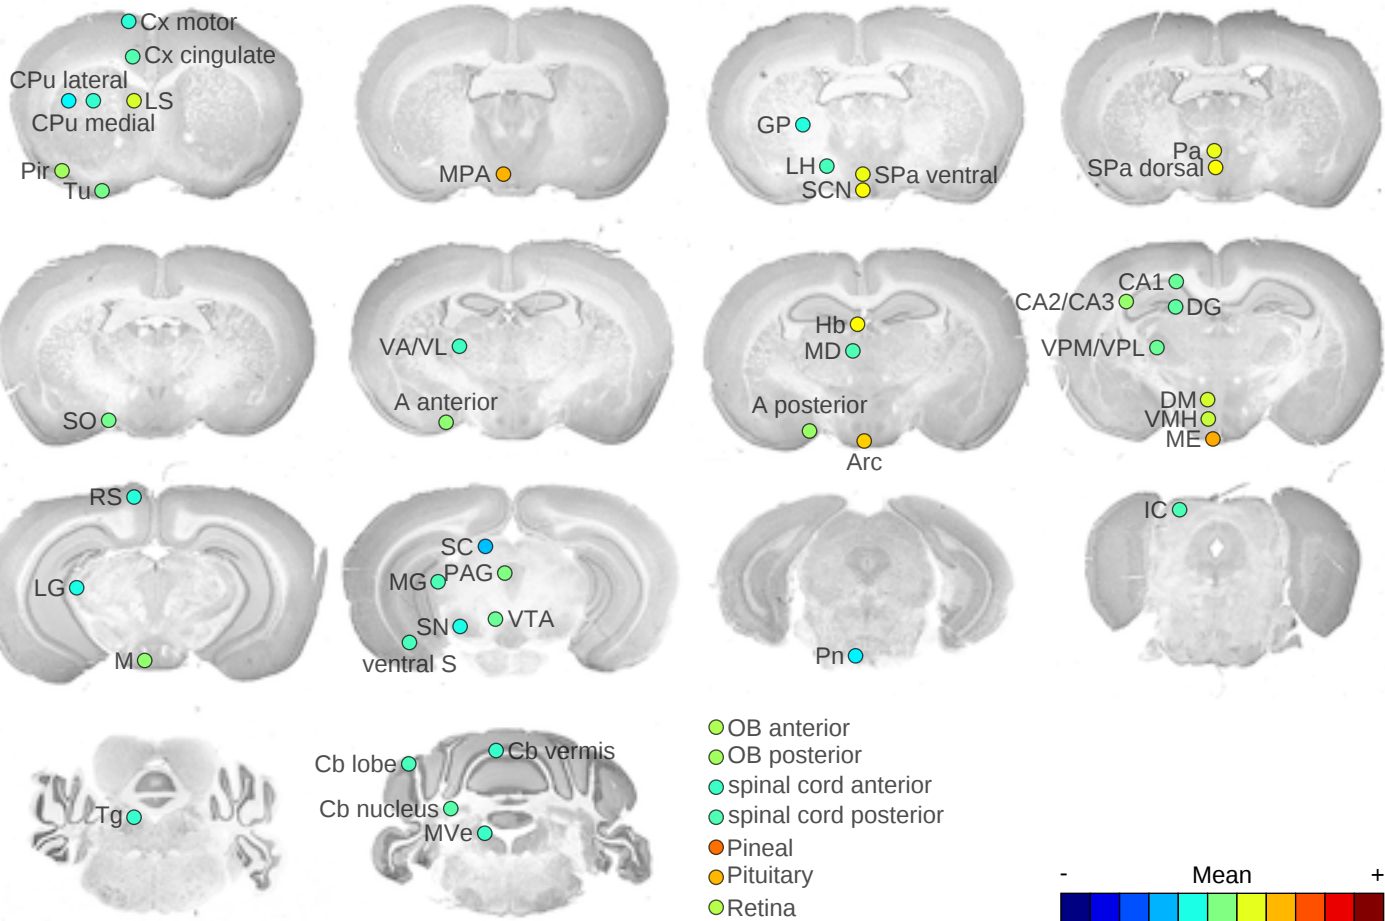 Cx motor
Cx cingulate
CPu lateral
LS
CPu medial
Pir
Tu
MPA
GP
LH
SPa ventral
SCN
Pa
SPa dorsal
SO
VA/VL
A anterior
Hb
MD
A posterior
Arc
CA1
CA2/CA3
DG
VPM/VPL
DM
VMH
ME
RS
LG
M
SC
PAG
MG
VTA
SN
ventral S
Pn
IC
Tg
Cb vermis
Cb lobe
Cb nucleus
MVe
OB anterior
OB posterior
spinal cord anterior
spinal cord posterior
Pineal
Pituitary
Retina
- Mean +